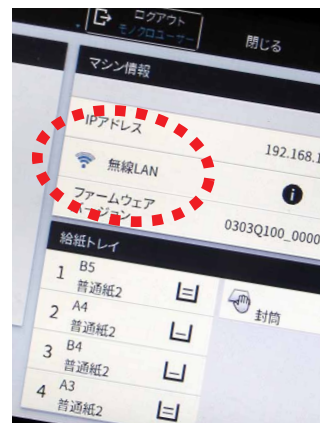 ログアウト
モノクロユーザー
閉じる
マシン情報
IPアドレス
192.168.1
無線LAN
ファームウェア
バージョン
0303Q100_0000
給紙トレイ
1 B5
普通紙2
2 A4
普通紙2
3 B4
普通紙2
4 A3
普通紙2
封筒